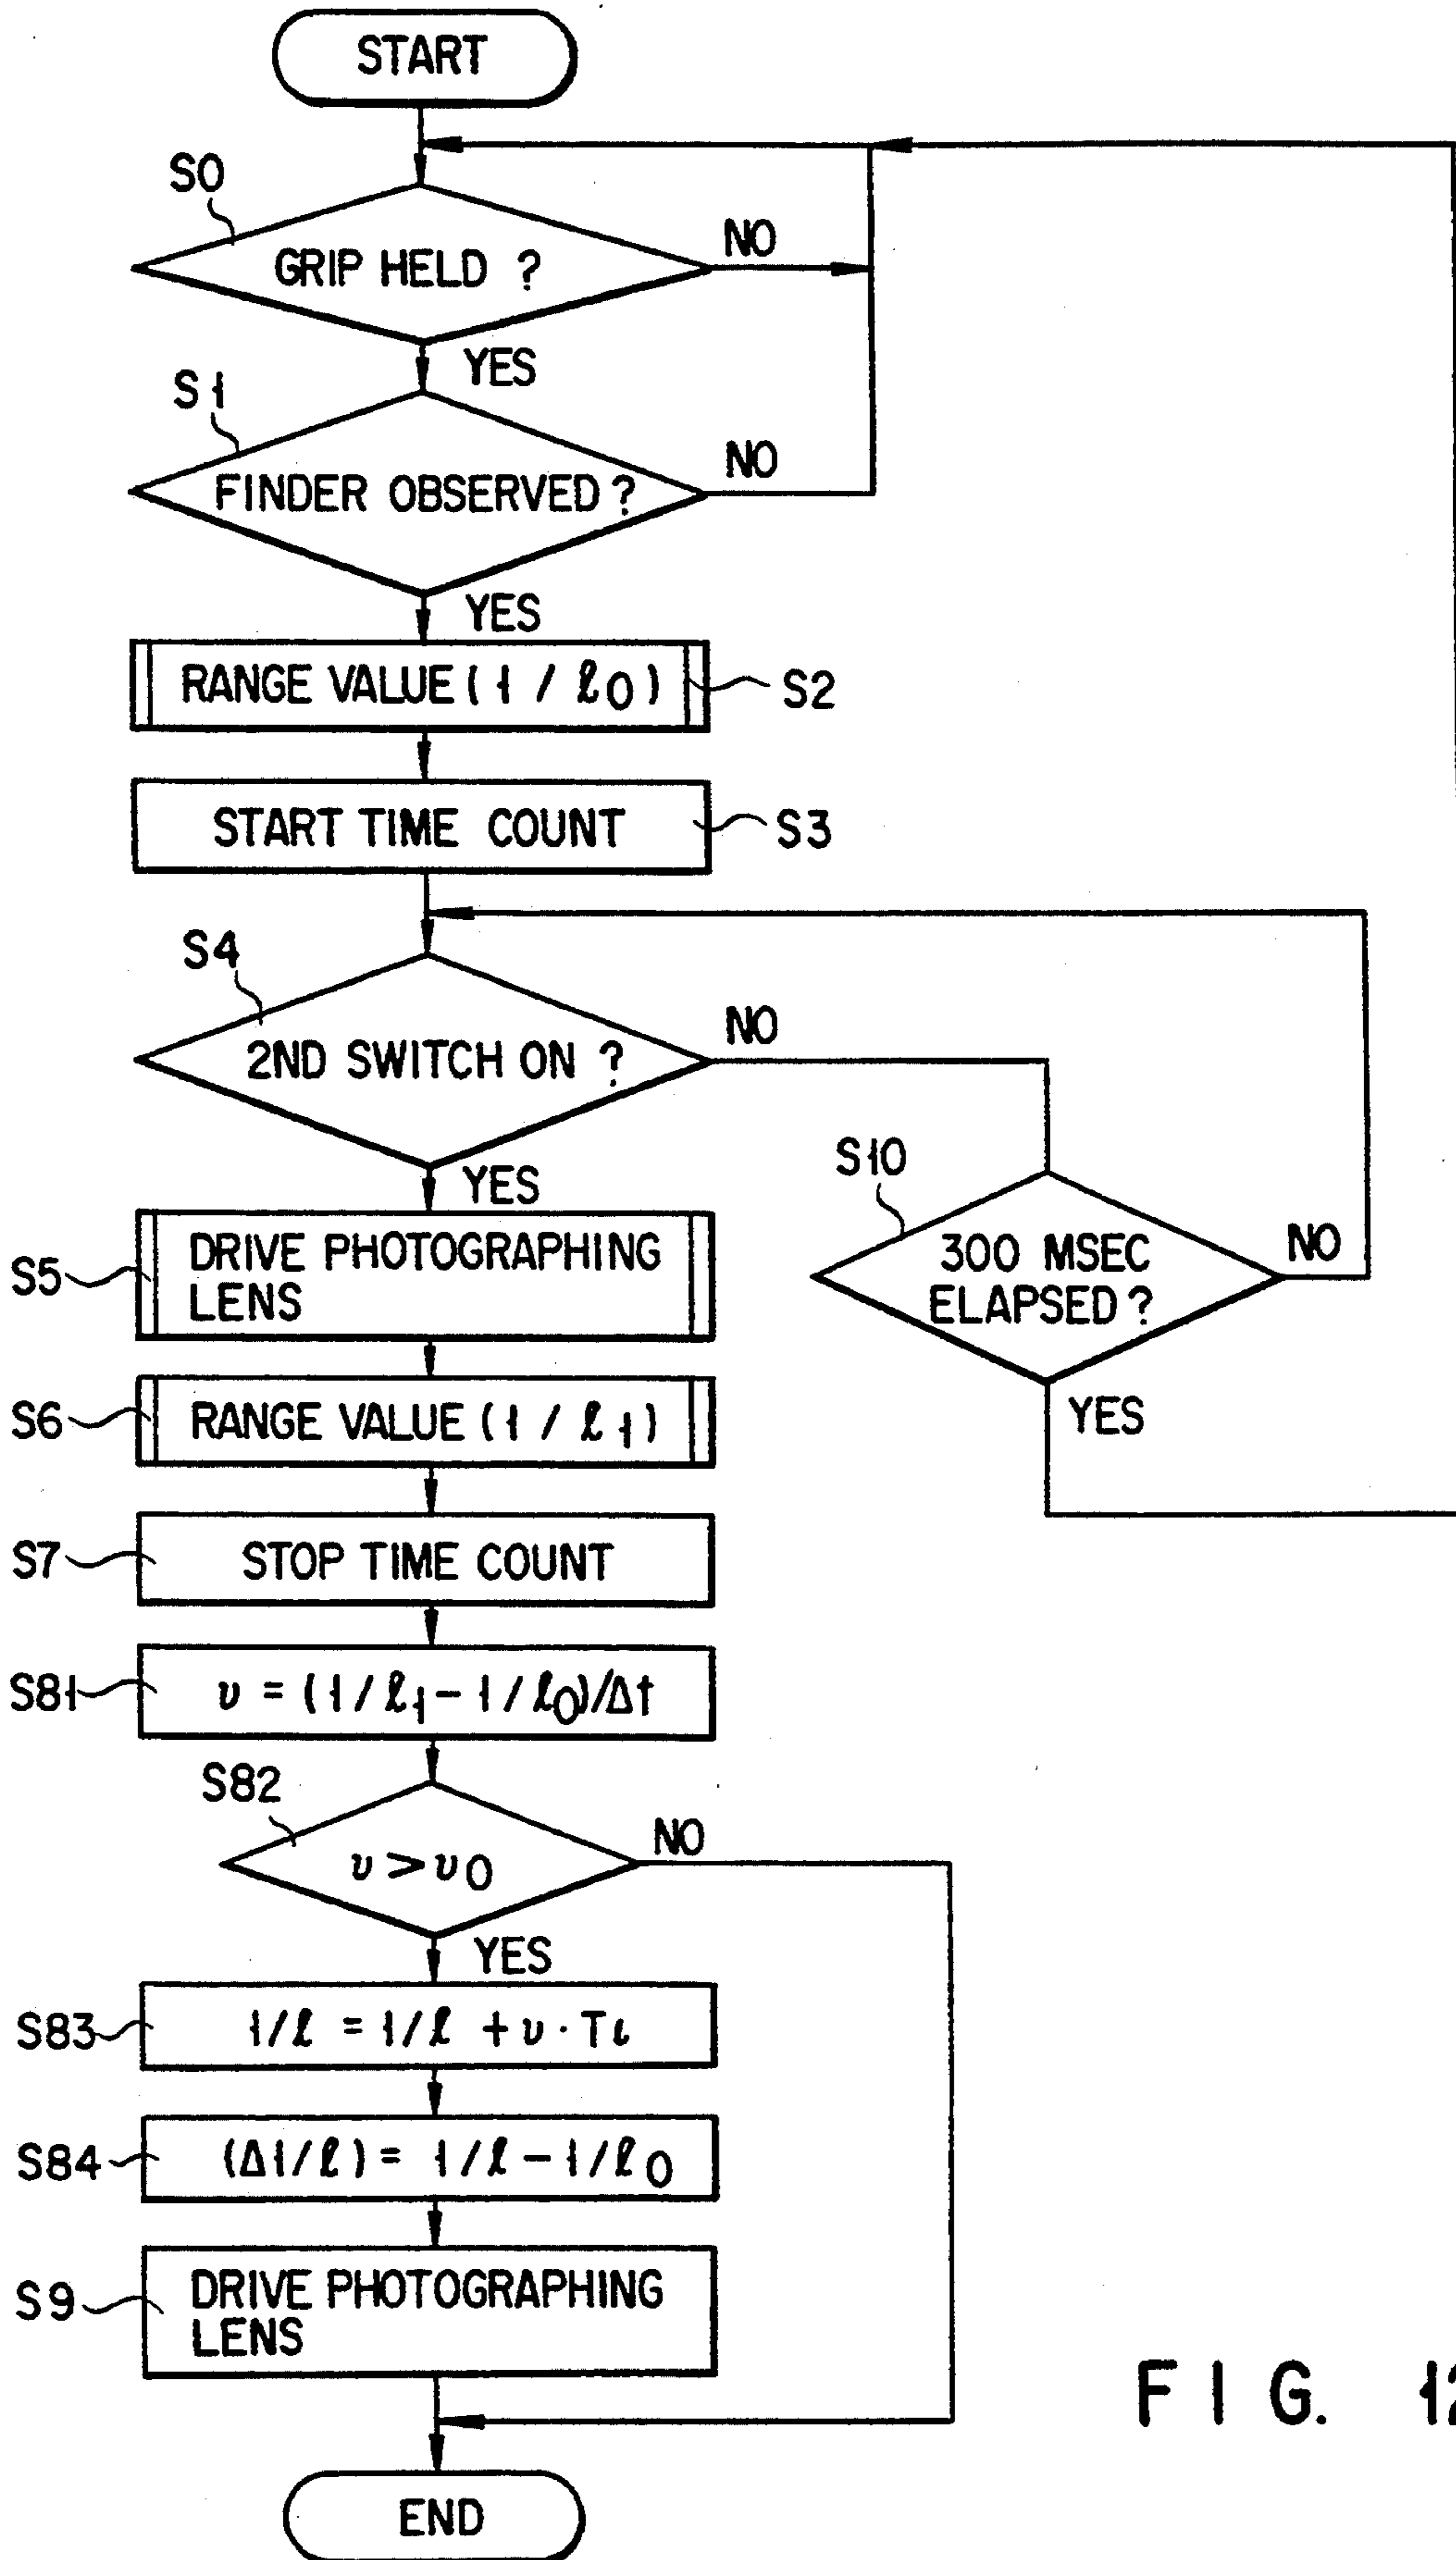 START
S0
GRIP HELD ?
NO
YES
S1
FINDER OBSERVED ?
NO
YES
RANGE VALUE ( 1 / ℓ0 )
S2
START TIME COUNT
S3
S4
2ND SWITCH ON ?
NO
YES
S10
300 MSEC
ELAPSED ?
NO
YES
S5
DRIVE PHOTOGRAPHING
LENS
S6
RANGE VALUE ( 1 / ℓ1 )
S7
STOP TIME COUNT
S81
υ = (1/ℓ1 - 1/ℓ0)/Δt
S82
υ > υ0
NO
YES
S83
1/ℓ = 1/ℓ + υ · Tι
S84
(Δ1/ℓ) = 1/ℓ - 1/ℓ0
S9
DRIVE PHOTOGRAPHING
LENS
FIG. 12
END